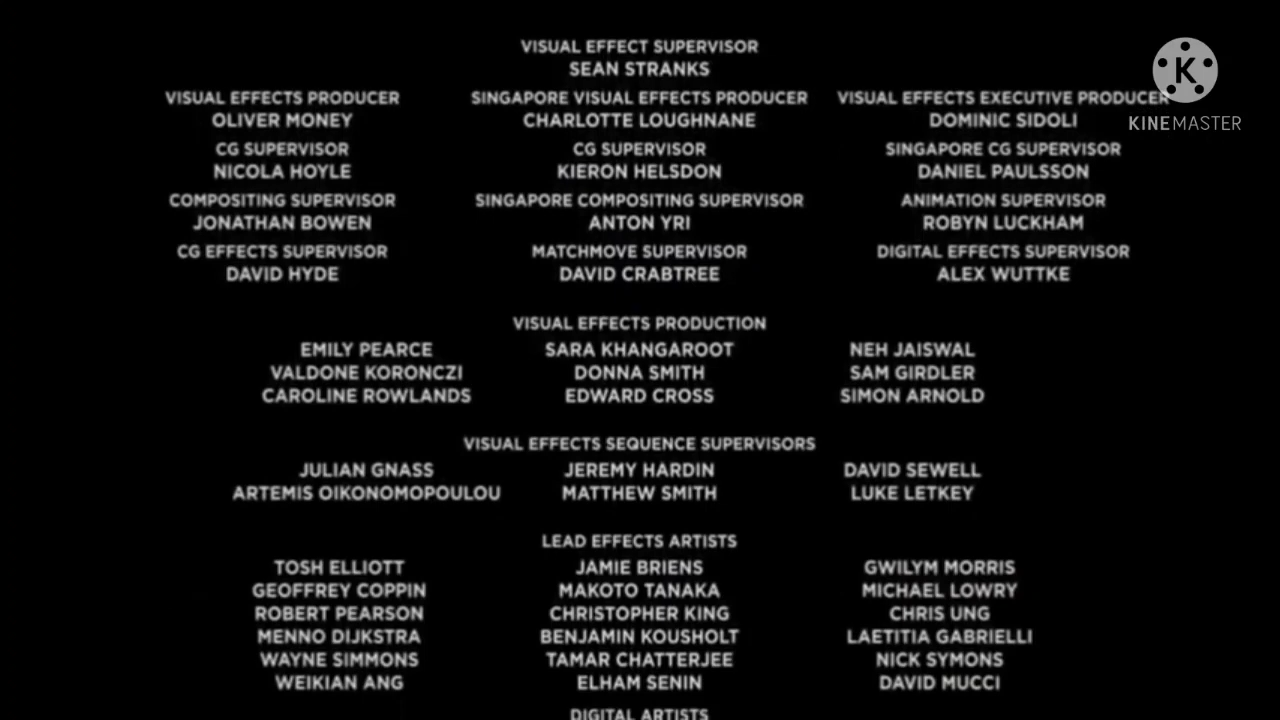 VISUAL EFFECT SUPERVISOR
SEAN STRANKS
VISUAL EFFECTS PRODUCER SINGAPORE VISUAL EFFECTS PRODUCER VISUAL EFFECTS EXECUTIVE PRODUCER
OLIVER MONEY CHARLOTTE LOUGHNANE DOMINIC SIDOLI
K
KINEMASTER
CG SUPERVISOR CG SUPERVISOR SINGAPORE CG SUPERVISOR
NICOLA HOYLE KIERON HELSDON DANIEL PAULSSON
COMPOSITING SUPERVISOR SINGAPORE COMPOSITING SUPERVISOR ANIMATION SUPERVISOR
JONATHAN BOWEN ANTON YRI ROBYN LUCKHAM
CG EFFECTS SUPERVISOR MATCHMOVE SUPERVISOR DIGITAL EFFECTS SUPERVISOR
DAVID HYDE DAVID CRABTREE ALEX WUTTKE
VISUAL EFFECTS PRODUCTION
EMILY PEARCE SARA KHANGAROOT NEH JAISWAL
VALDONE KORONCZI DONNA SMITH SAM GIRDLER
CAROLINE ROWLANDS EDWARD CROSS SIMON ARNOLD
VISUAL EFFECTS SEQUENCE SUPERVISORS
JULIAN GNASS JEREMY HARDIN DAVID SEWELL
ARTEMIS OIKONOMOPOULOU MATTHEW SMITH LUKE LETKEY
LEAD EFFECTS ARTISTS
TOSH ELLIOTT JAMIE BRIENS GWILYM MORRIS
GEOFFREY COPPIN MAKOTO TANAKA MICHAEL LOWRY
ROBERT PEARSON CHRISTOPHER KING CHRIS UNG
MENNO DIJKSTRA BENJAMIN KOUSHOLT LAETITIA GABRIELLI
WAYNE SIMMONS TAMAR CHATTERJEE NICK SYMONS
WEIKIAN ANG ELHAM SENIN DAVID MUCCI
DIGITAL ARTISTS